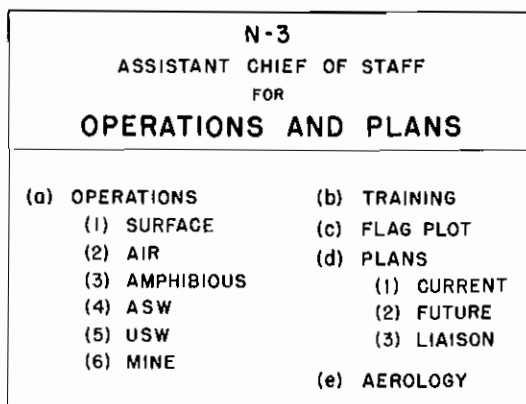 N-3
ASSISTANT CHIEF OF STAFF
FOR
OPERATIONS AND PLANS
(a) OPERATIONS
(1) SURFACE
(2) AIR
(3) AMPHIBIOUS
(4) ASW
(5) USW
(6) MINE
(b) TRAINING
(c) FLAG PLOT
(d) PLANS
(1) CURRENT
(2) FUTURE
(3) LIAISON
(e) AEROLOGY